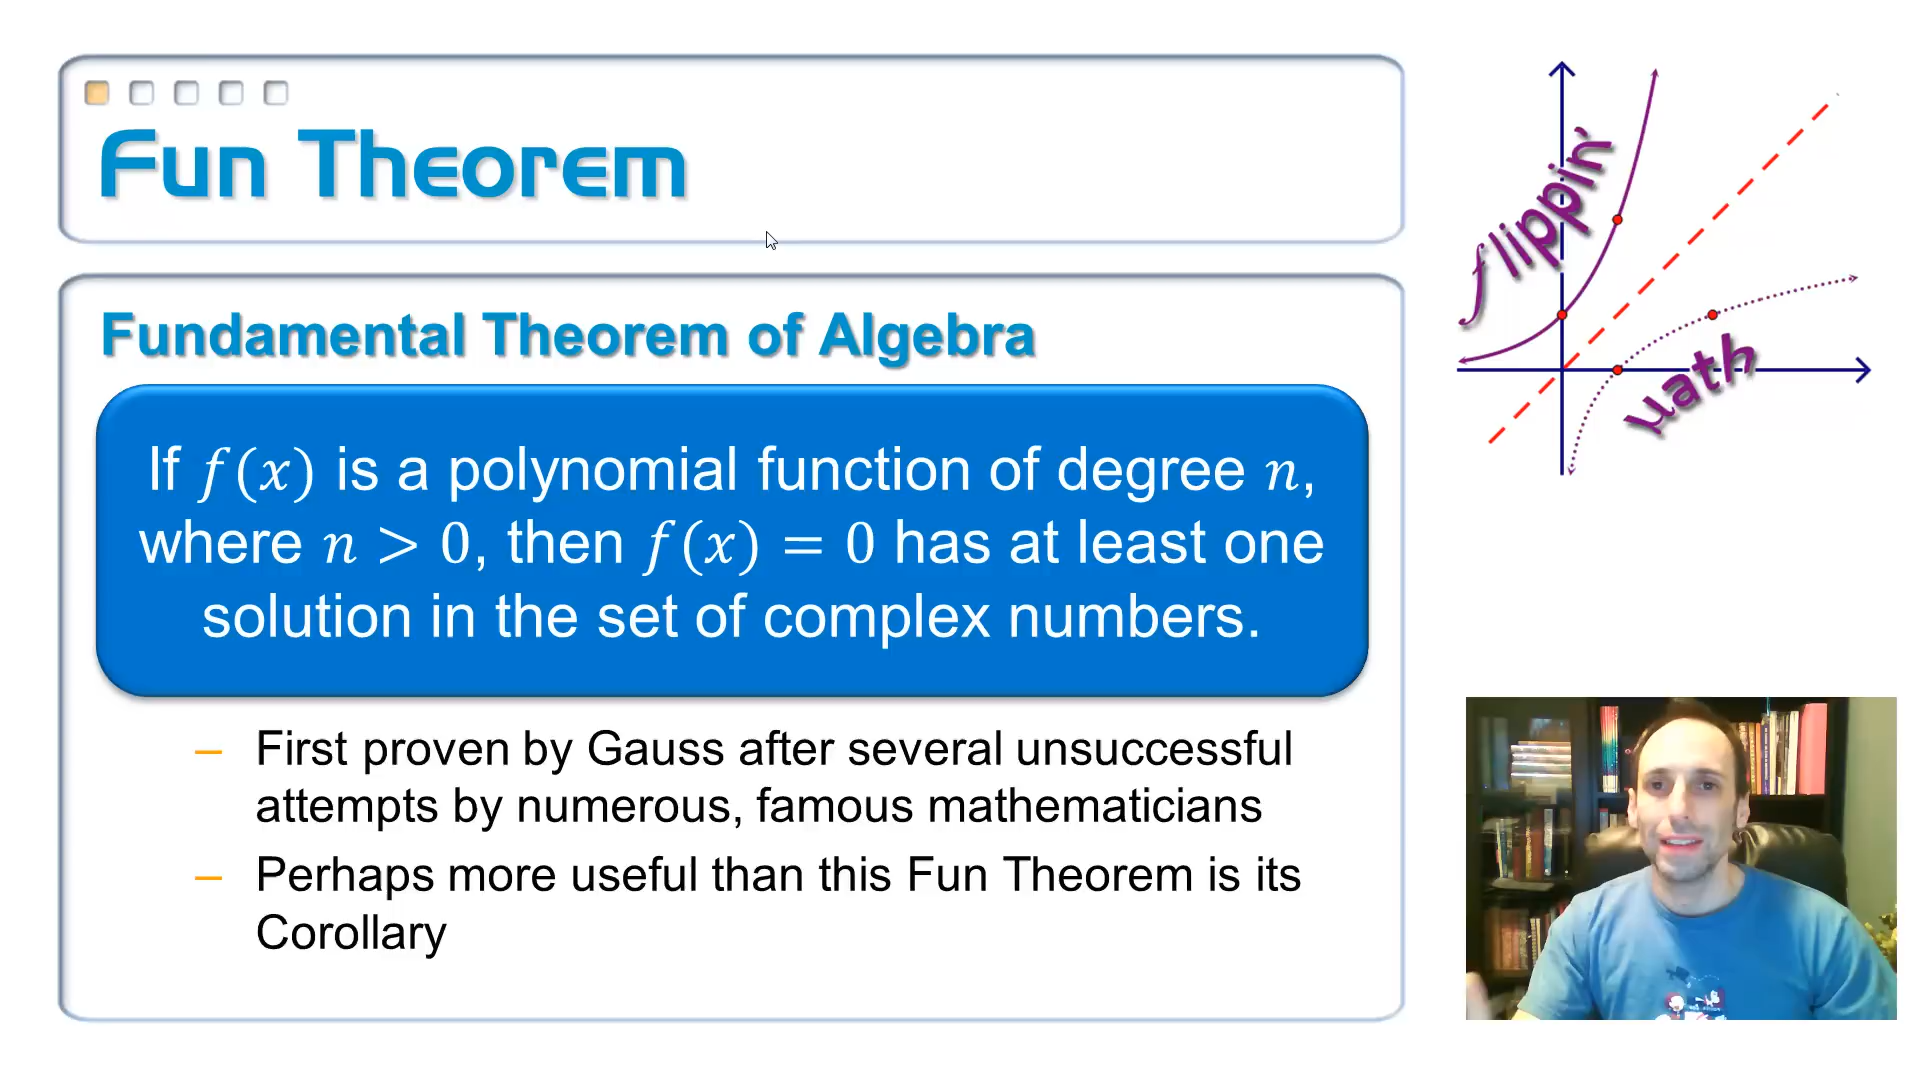 Fun Theorem
Fundamental Theorem of Algebra
If f(x) is a polynomial function of degree n,
where n > 0, then f(x) = 0 has at least one
solution in the set of complex numbers.
– First proven by Gauss after several unsuccessful
attempts by numerous, famous mathematicians
– Perhaps more useful than this Fun Theorem is its
Corollary
flippin'
μath